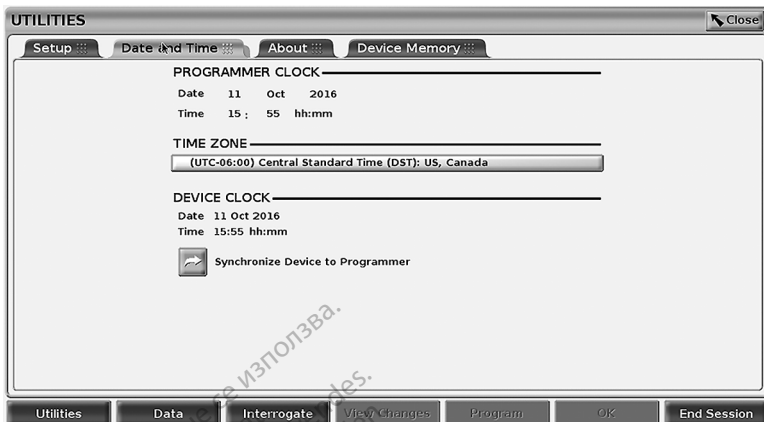 UTILITIES
Close
Setup Date and Time About Device Memory
PROGRAMMER CLOCK
Date 11 Oct 2016
Time 15 : 55 hh:mm
TIME ZONE
(UTC-06:00) Central Standard Time (DST): US, Canada
DEVICE CLOCK
Date 11 Oct 2016
Time 15:55 hh:mm
Synchronize Device to Programmer
се използва.
Utilities Data Interrogate View Changes Program OK End Session